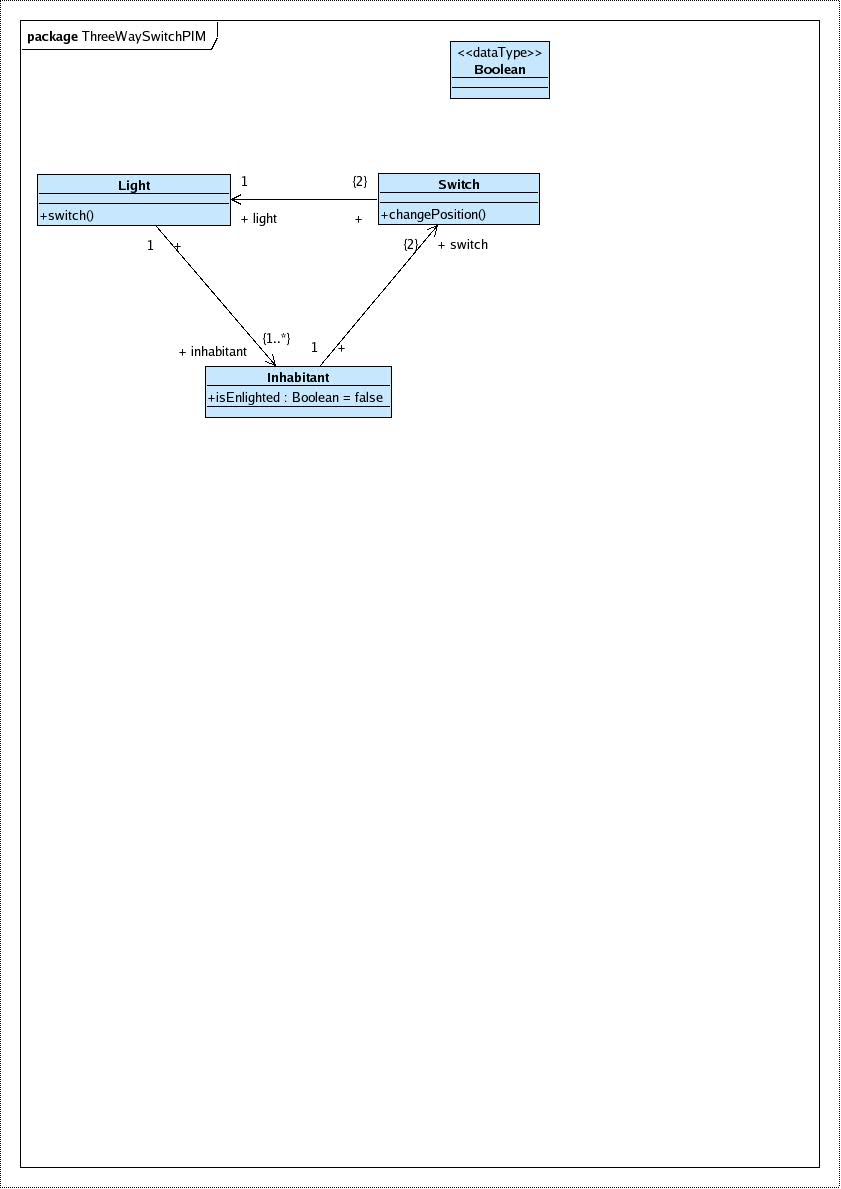 package ThreeWaySwitchPIM
<<dataType>>
Boolean
Light
+switch()
1
{2}
+ light
+
Switch
+changePosition()
1
+
{2}
+ switch
{1..*}
+ inhabitant
1
+
Inhabitant
+isEnlighted : Boolean = false